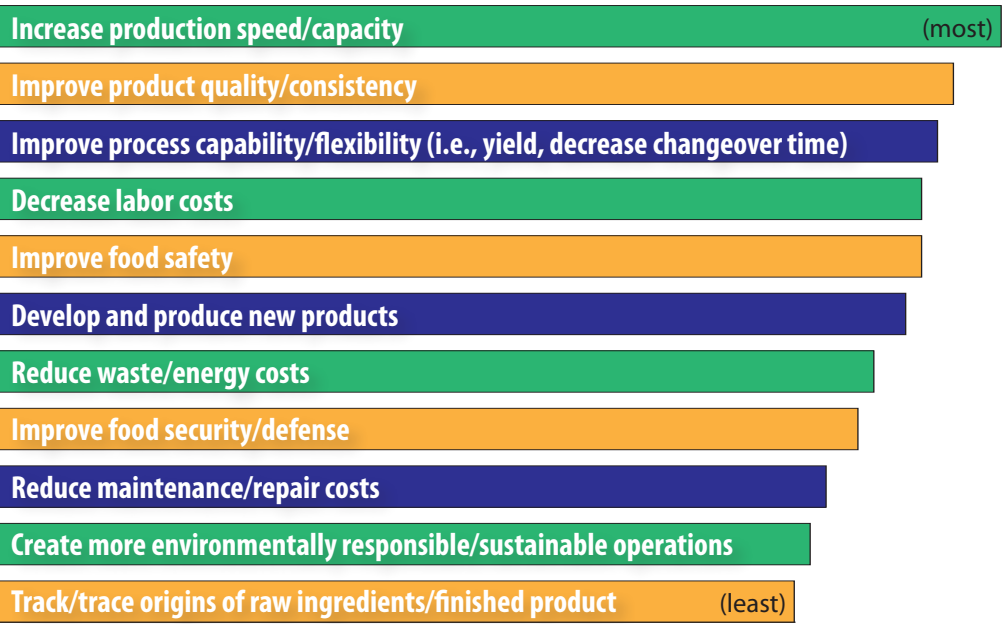 Increase production speed/capacity (most)
Improve product quality/consistency
Improve process capability/flexibility (i.e., yield, decrease changeover time)
Decrease labor costs
Improve food safety
Develop and produce new products
Reduce waste/energy costs
Improve food security/defense
Reduce maintenance/repair costs
Create more environmentally responsible/sustainable operations
Track/trace origins of raw ingredients/finished product (least)